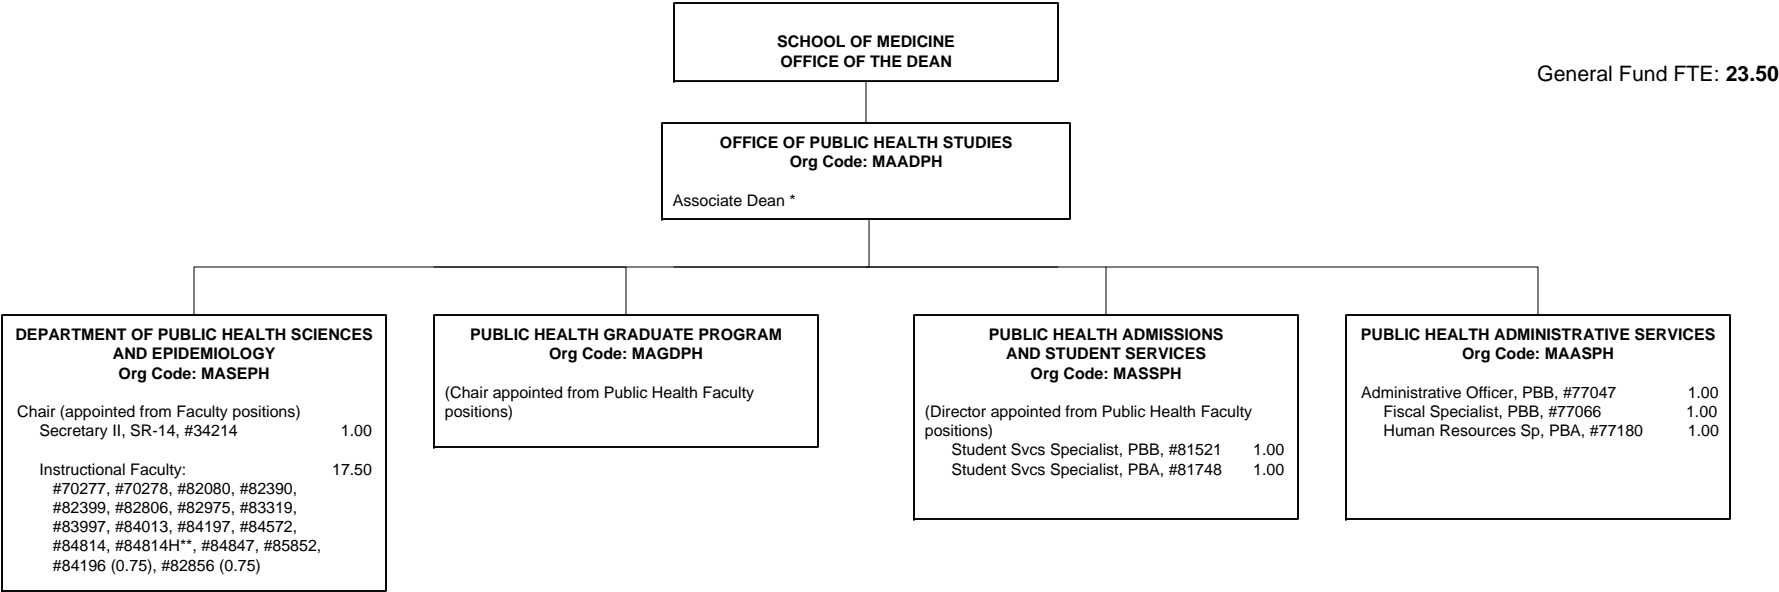 SCHOOL OF MEDICINE
OFFICE OF THE DEAN
General Fund FTE: 23.50
OFFICE OF PUBLIC HEALTH STUDIES
Org Code: MAADPH
Associate Dean *
DEPARTMENT OF PUBLIC HEALTH SCIENCES
AND EPIDEMIOLOGY
Org Code: MASEPH
Chair (appointed from Faculty positions)
Secretary II, SR-14, #34214 1.00
Instructional Faculty: 17.50
#70277, #70278, #82080, #82390,
#82399, #82806, #82975, #83319,
#83997, #84013, #84197, #84572,
#84814, #84814H**, #84847, #85852,
#84196 (0.75), #82856 (0.75)
PUBLIC HEALTH GRADUATE PROGRAM
Org Code: MAGDPH
(Chair appointed from Public Health Faculty
positions)
PUBLIC HEALTH ADMISSIONS
AND STUDENT SERVICES
Org Code: MASSPH
(Director appointed from Public Health Faculty
positions)
Student Svcs Specialist, PBB, #81521 1.00
Student Svcs Specialist, PBA, #81748 1.00
PUBLIC HEALTH ADMINISTRATIVE SERVICES
Org Code: MAASPH
Administrative Officer, PBB, #77047 1.00
Fiscal Specialist, PBB, #77066 1.00
Human Resources Sp, PBA, #77180 1.00